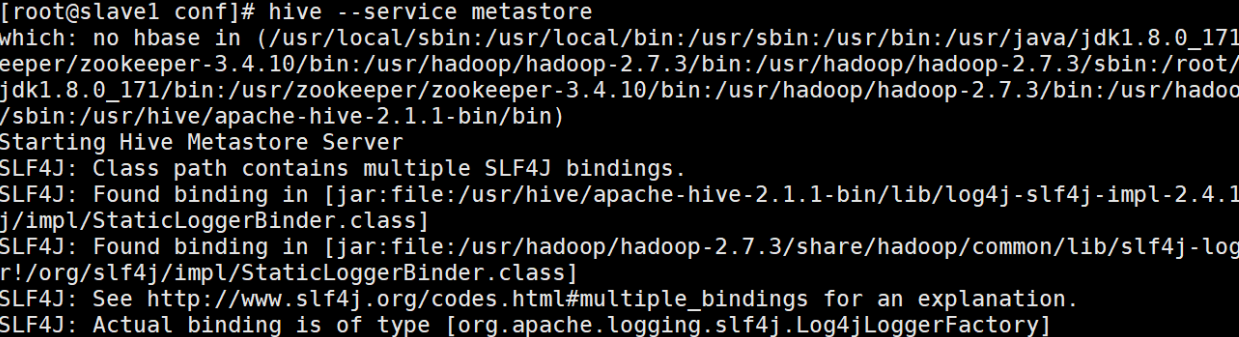 [root@slave1 conf]# hive --service metastore
which: no hbase in (/usr/local/sbin:/usr/local/bin:/usr/sbin:/usr/bin:/usr/java/jdk1.8.0_171
eeper/zookeeper-3.4.10/bin:/usr/hadoop/hadoop-2.7.3/bin:/usr/hadoop/hadoop-2.7.3/sbin:/root/
jdk1.8.0_171/bin:/usr/zookeeper/zookeeper-3.4.10/bin:/usr/hadoop/hadoop-2.7.3/bin:/usr/hadoo
/sbin:/usr/hive/apache-hive-2.1.1-bin/bin)
Starting Hive Metastore Server
SLF4J: Class path contains multiple SLF4J bindings.
SLF4J: Found binding in [jar:file:/usr/hive/apache-hive-2.1.1-bin/lib/log4j-slf4j-impl-2.4.1
j/impl/StaticLoggerBinder.class]
SLF4J: Found binding in [jar:file:/usr/hadoop/hadoop-2.7.3/share/hadoop/common/lib/slf4j-log
r!/org/slf4j/impl/StaticLoggerBinder.class]
SLF4J: See http://www.slf4j.org/codes.html#multiple_bindings for an explanation.
SLF4J: Actual binding is of type [org.apache.logging.slf4j.Log4jLoggerFactory]